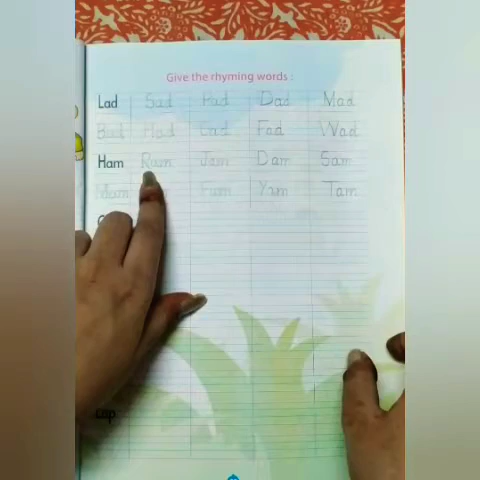 Give the rhyming words :
Lad Sad Pad Dad Mad
Bad Had Cad Fad Wad
Ham Ram Jam Dam Sam
Yam Tam
cap